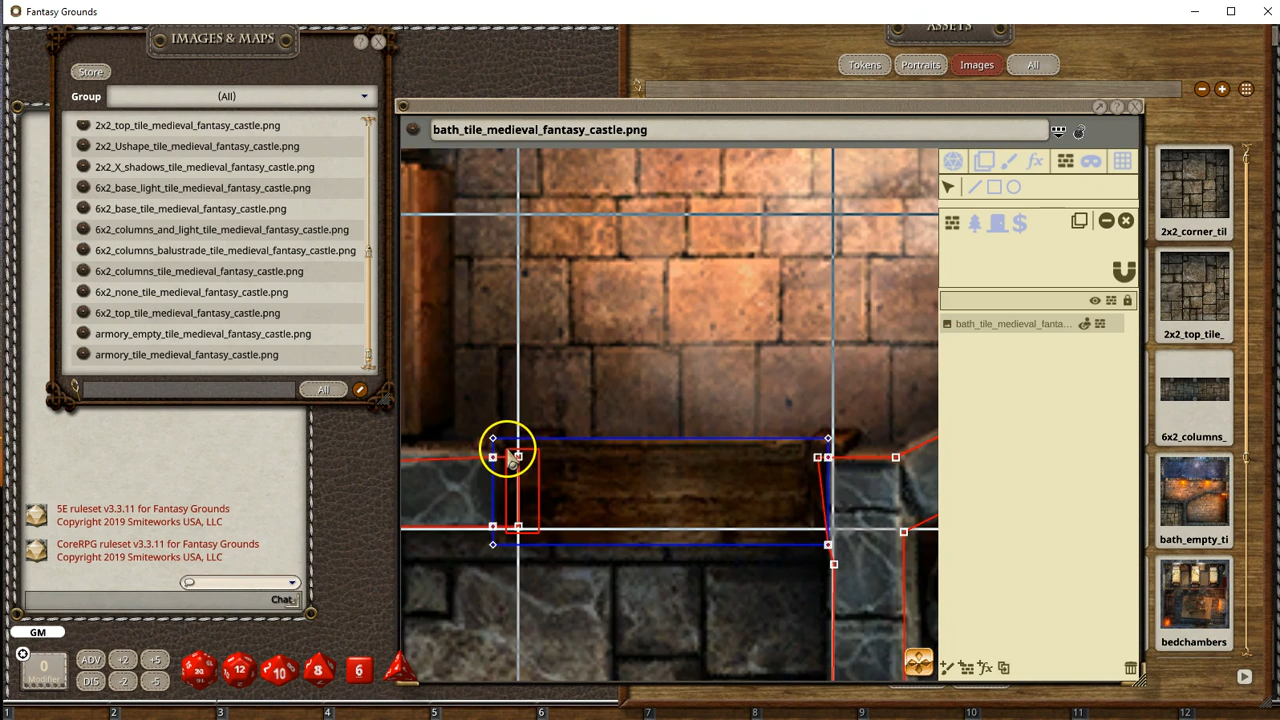 Fantasy Grounds
IMAGES & MAPS
Store
Group
(All)
2x2_top_tile_medieval_fantasy_castle.png
2x2_Ushape_tile_medieval_fantasy_castle.png
2x2_X_shadows_tile_medieval_fantasy_castle.png
6x2_base_light_tile_medieval_fantasy_castle.png
6x2_base_tile_medieval_fantasy_castle.png
6x2_columns_and_light_tile_medieval_fantasy_castle.png
6x2_columns_balustrade_tile_medieval_fantasy_castle.png
6x2_columns_tile_medieval_fantasy_castle.png
6x2_none_tile_medieval_fantasy_castle.png
6x2_top_tile_medieval_fantasy_castle.png
armory_empty_tile_medieval_fantasy_castle.png
armory_tile_medieval_fantasy_castle.png
All
ASSETS
Tokens
Portraits
Images
All
bath_tile_medieval_fantasy_castle.png
bath_tile_medieval_fanta...
2x2_corner_til
2x2_top_tile_
6x2_columns_
bath_empty_ti
bedchambers
5E ruleset v3.3.11 for Fantasy Grounds
Copyright 2019 Smiteworks USA, LLC
CoreRPG ruleset v3.3.11 for Fantasy Grounds
Copyright 2019 Smiteworks USA, LLC
Chat
GM
0
Modifier
ADV
+2
+5
DIS
-2
-5
20
12
10
8
6
1
2
3
4
5
6
7
8
9
10
11
12